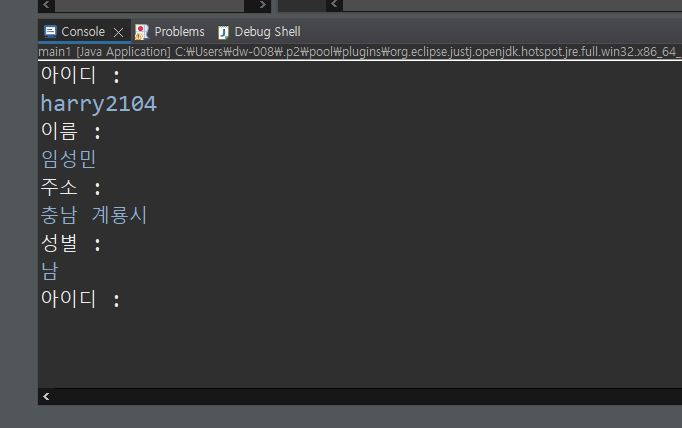 Console Problems Debug Shell
main1 [Java Application] C:₩Users₩dw-008₩.p2₩pool₩plugins₩org.eclipse.justj.openjdk.hotspot.jre.full.win32.x86_64_
아이디 :
harry2104
이름 :
임성민
주소 :
충남 계룡시
성별 :
남
아이디 :